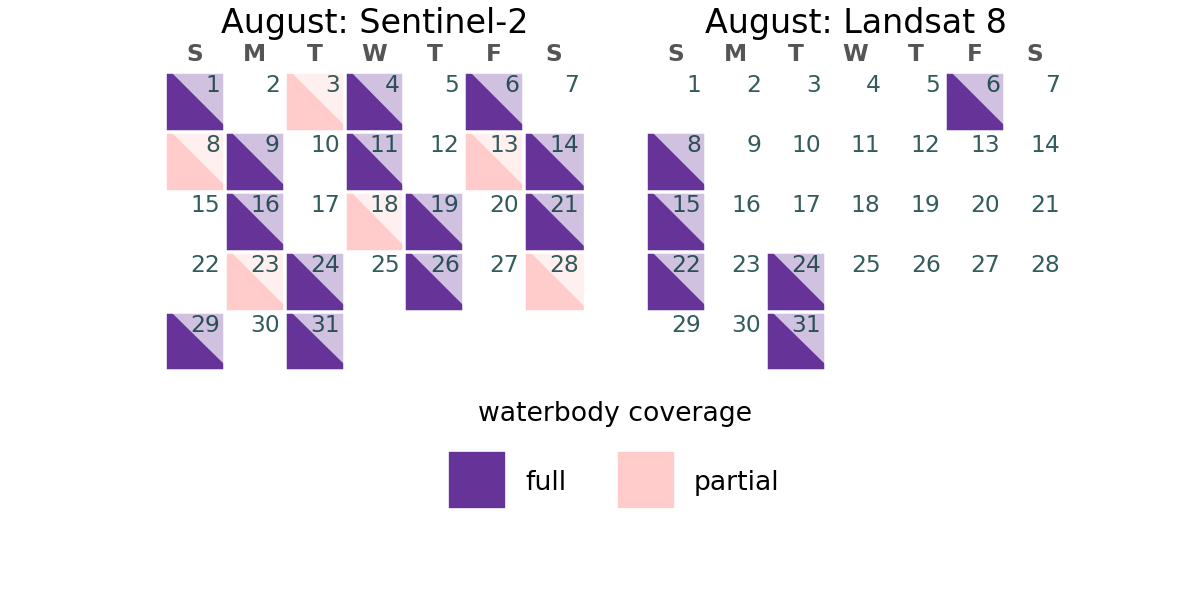 August: Sentinel-2
S M T W T F S
1 2 3 4 5 6 7
8 9 10 11 12 13 14
15 16 17 18 19 20 21
22 23 24 25 26 27 28
29 30 31
August: Landsat 8
S M T W T F S
1 2 3 4 5 6 7
8 9 10 11 12 13 14
15 16 17 18 19 20 21
22 23 24 25 26 27 28
29 30 31
waterbody coverage
full partial